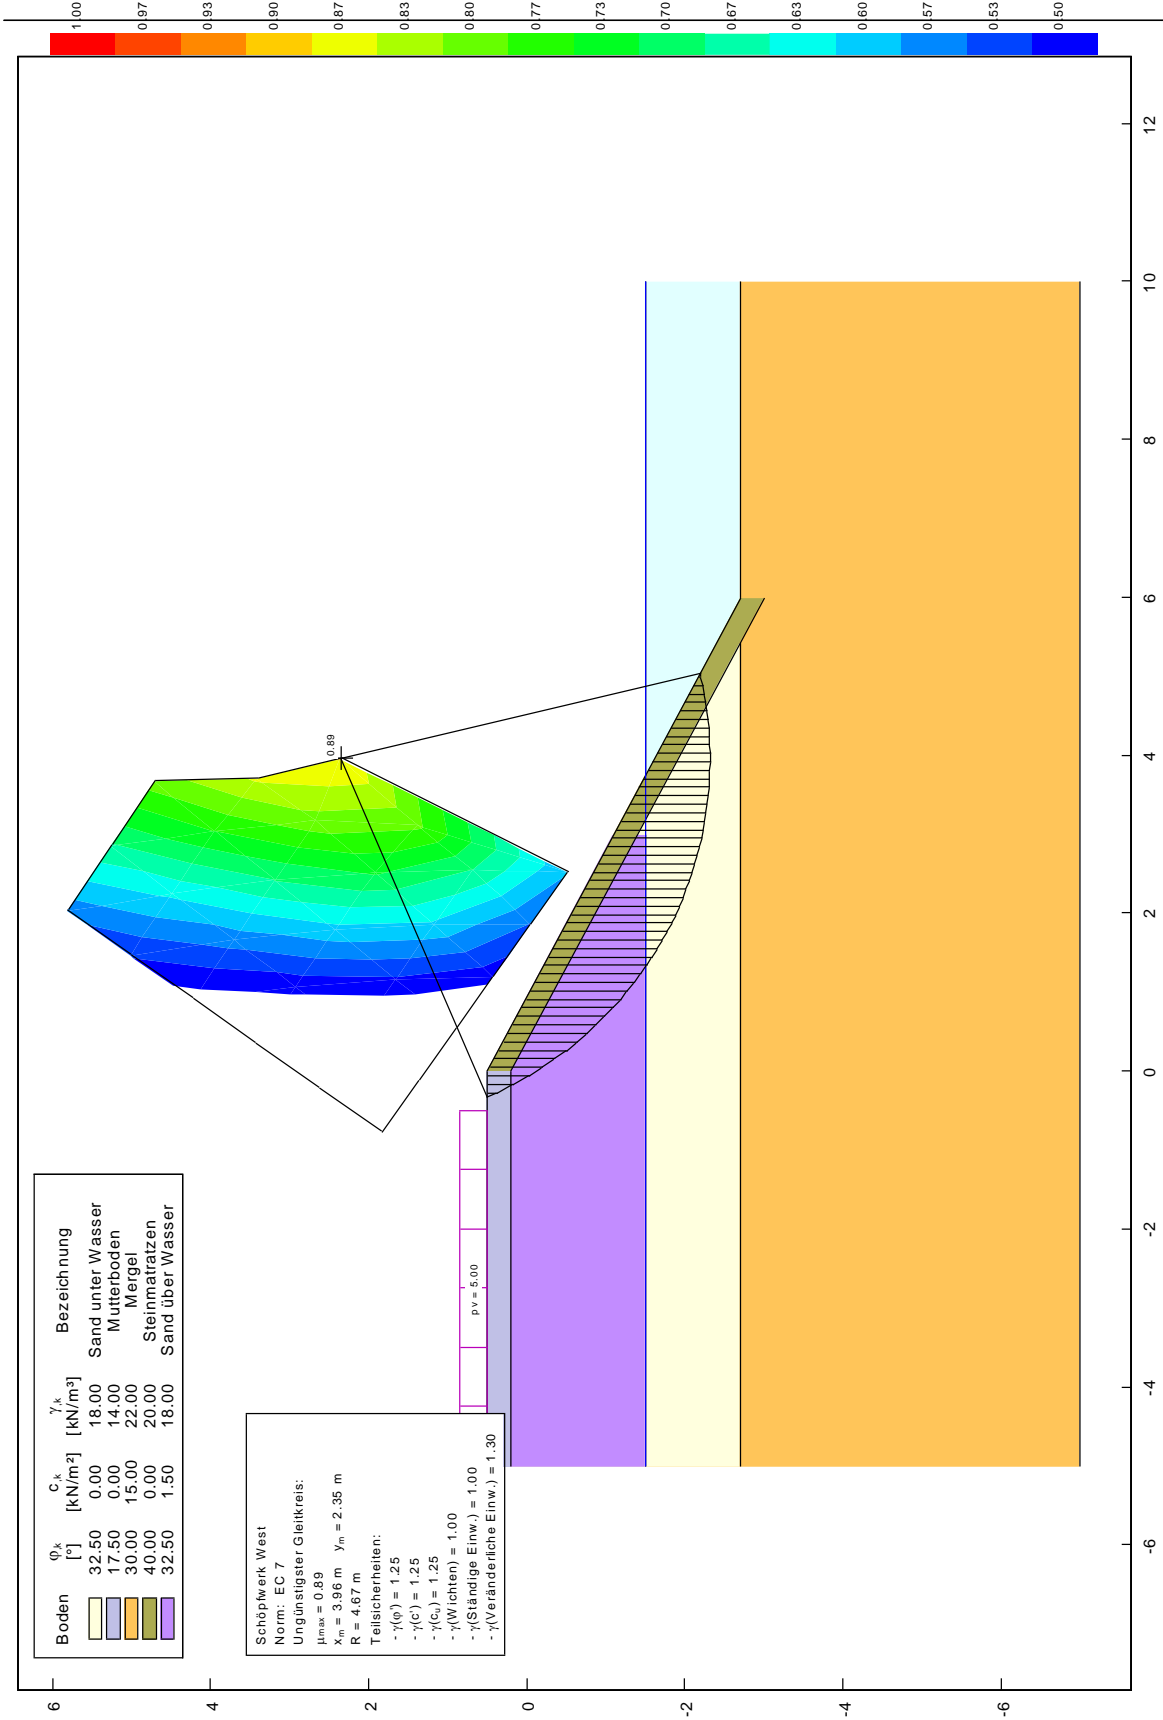 Boden φ,k c,k γ,k Bezeichnung
[°] [kN/m²] [kN/m³]
32.50 0.00 18.00 Sand unter Wasser
17.50 0.00 14.00 Mutterboden
30.00 15.00 22.00 Mergel
40.00 0.00 20.00 Steinmatratzen
32.50 1.50 18.00 Sand über Wasser
Schöpfwerk West
Norm: EC 7
Ungünstigster Gleitkreis:
μmax = 0.89
xm = 3.96 m ym = 2.35 m
R = 4.67 m
Teilsicherheiten:
- γ(φ') = 1.25
- γ(c') = 1.25
- γ(cu) = 1.25
- γ(Wichten) = 1.00
- γ(Ständige Einw.) = 1.00
- γ(Veränderliche Einw.) = 1.30
pv = 5.00
0.89
1.00
0.97
0.93
0.90
0.87
0.83
0.80
0.77
0.73
0.70
0.67
0.63
0.60
0.57
0.53
0.50
6
4
2
0
-2
-4
-6
-6
-4
-2
0
2
4
6
8
10
12